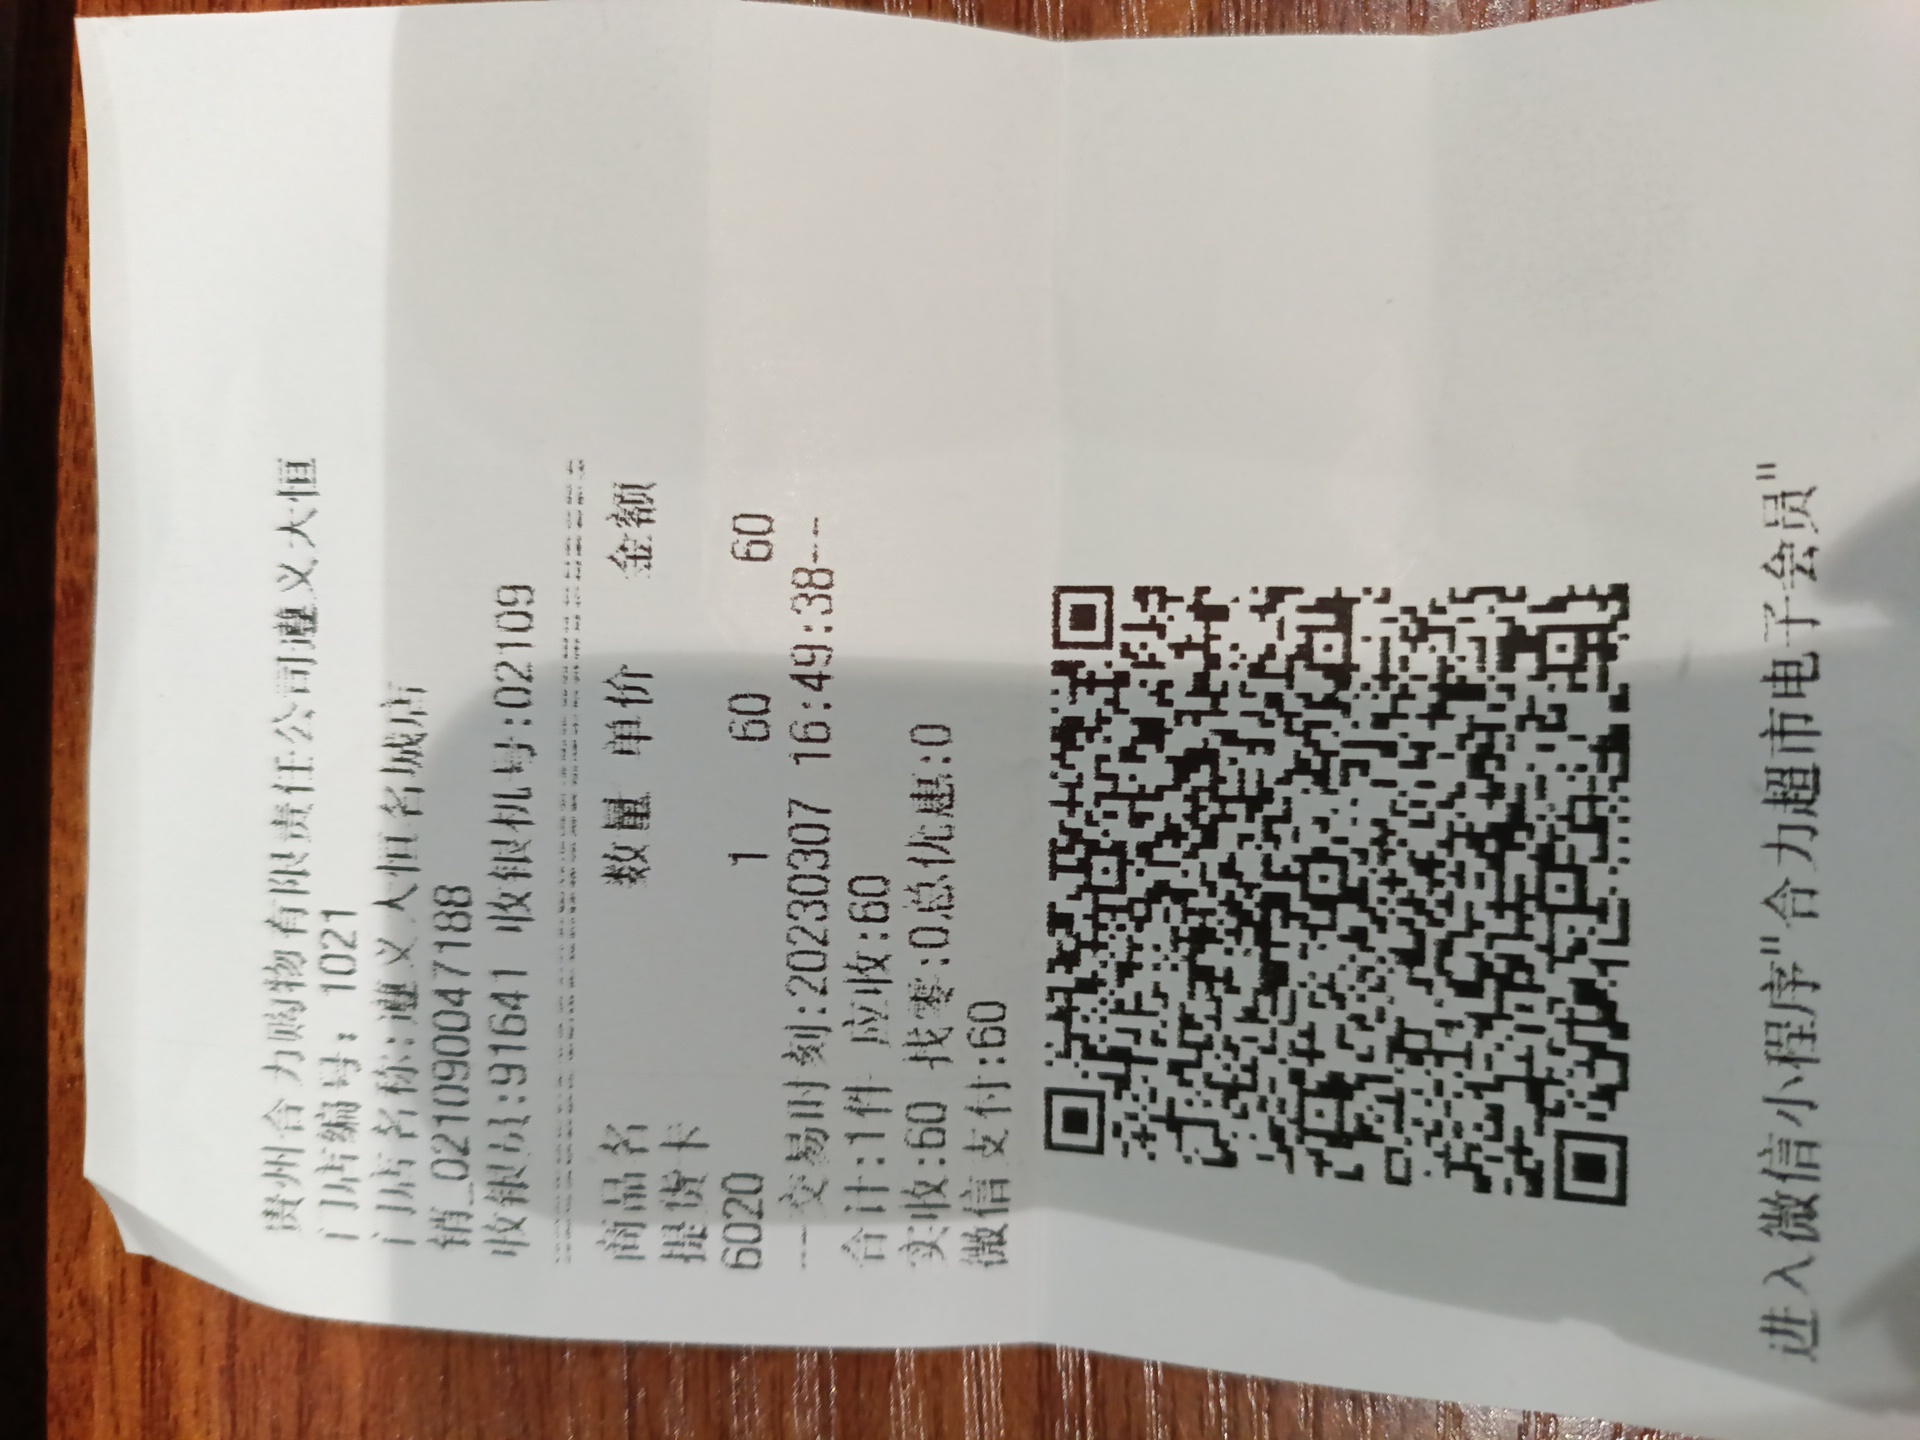 贵州合力购物有限责任公司遵义大恒
门店编号：1021
门店名称:遵义大恒名城店
销_021090047188
收银员:91641 收银机号:02109
商品名 数量 单价 金额
提货卡
6020 1 60 60
---交易时刻:20230307 16:49:38---
合计:1件 应收:60
实收:60 找零:0总优惠:0
微信支付:60
进入微信小程序"合力超市电子会员"